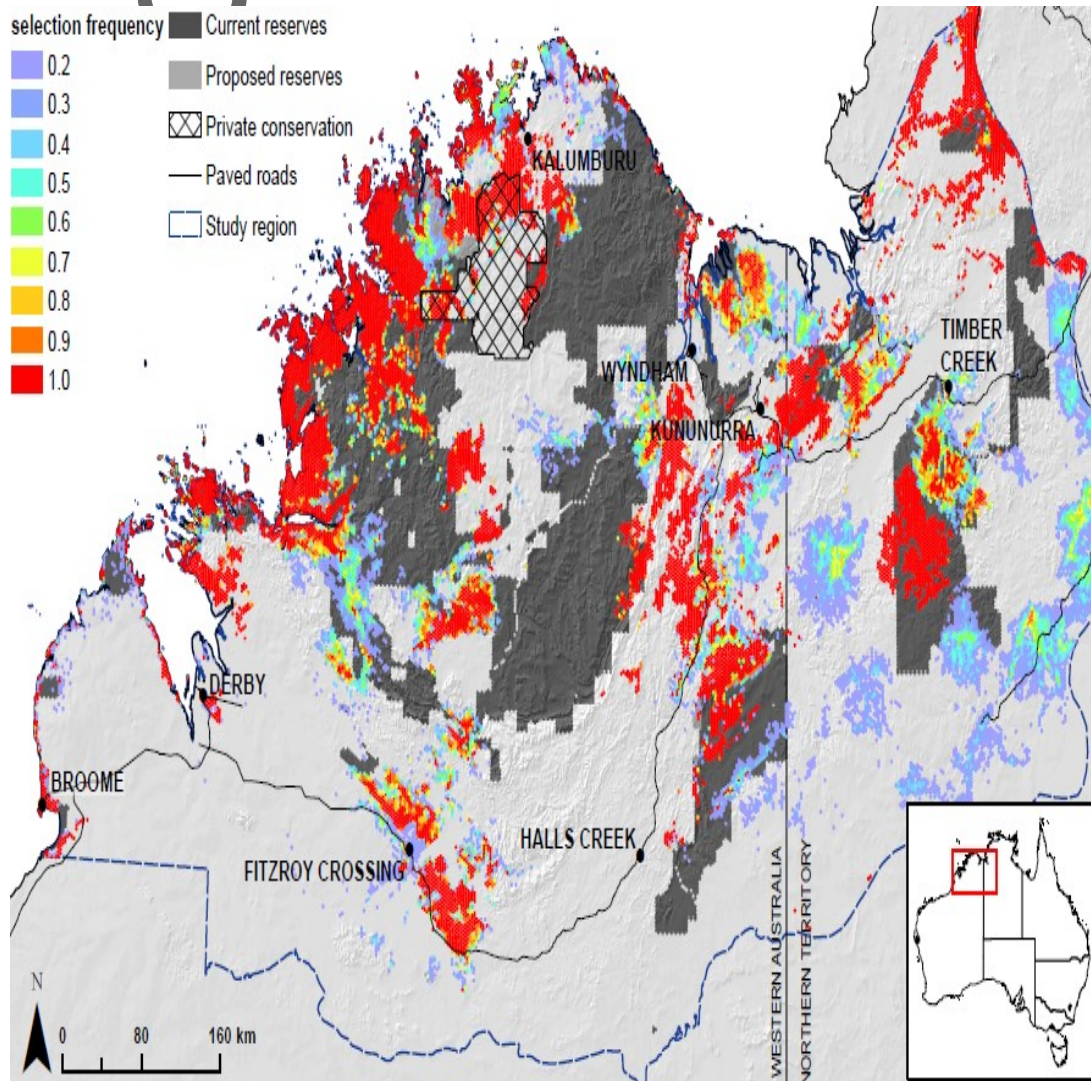 selection frequency
0.2
0.3
0.4
0.5
0.6
0.7
0.8
0.9
1.0
Current reserves
Proposed reserves
Private conservation
Paved roads
Study region
KALUMBURU
WYNDHAM
KUNUNURRA
TIMBER
CREEK
DERBY
BROOME
FITZROY CROSSING
HALLS CREEK
WESTERN AUSTRALIA
NORTHERN TERRITORY
N
0 80 160 km